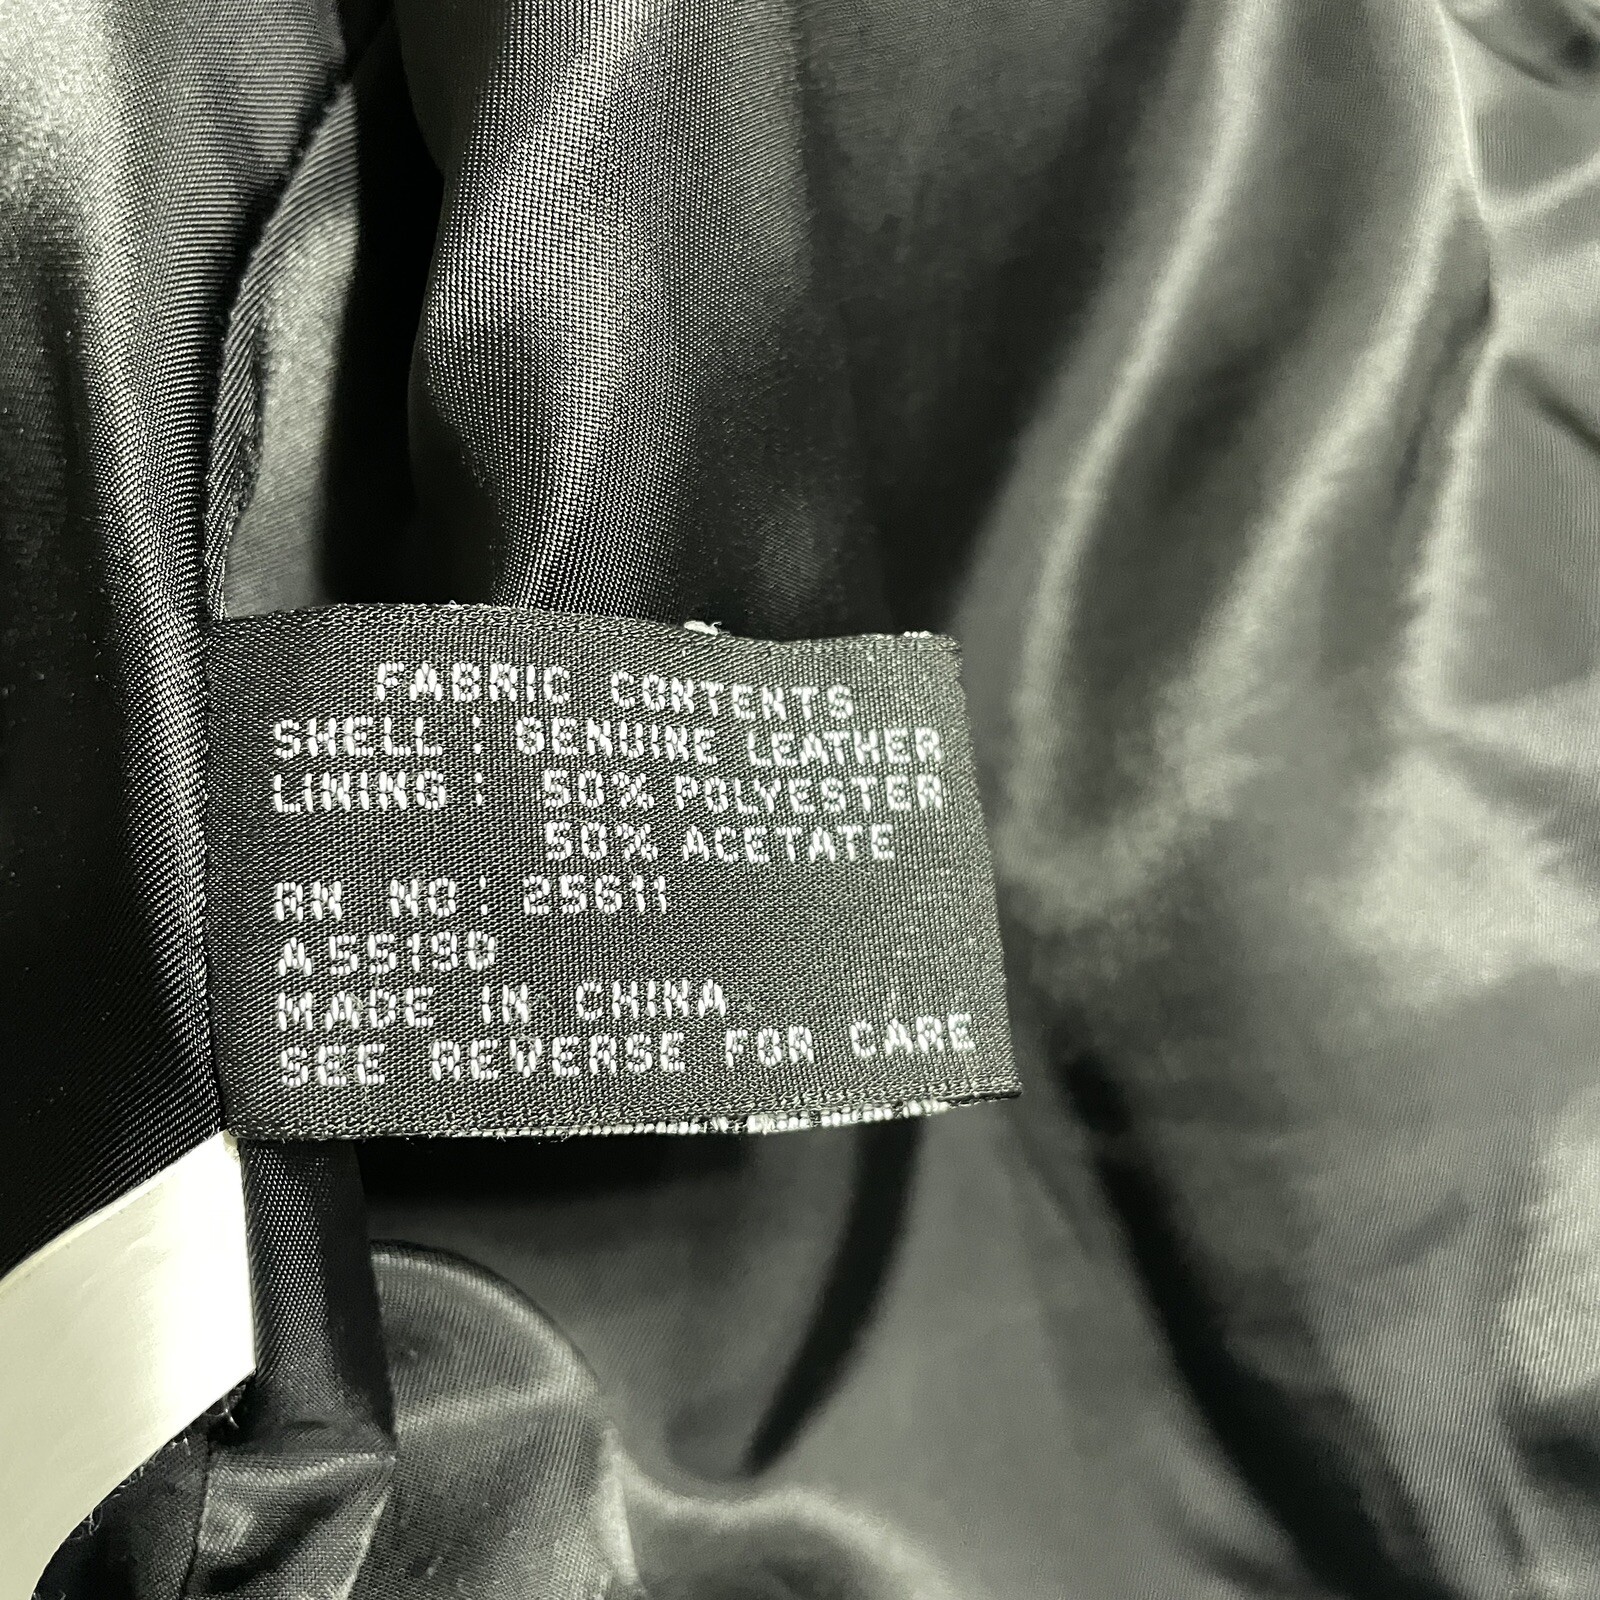 FABRIC CONTENTS
SHELL : GENUINE LEATHER
LINING : 50% POLYESTER
50% ACETATE
RN NO: 25611
A55190
MADE IN CHINA
SEE REVERSE FOR CARE